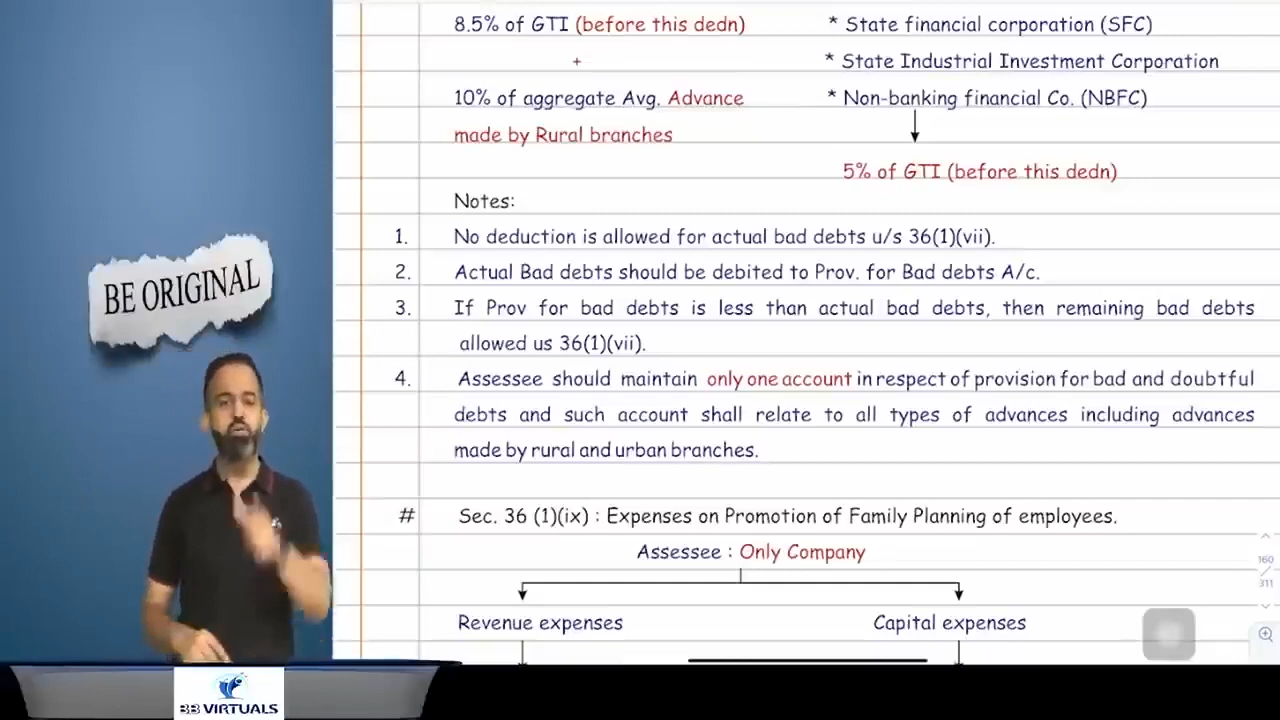 8.5% of GTI (before this dedn)
* State financial corporation (SFC)
+
* State Industrial Investment Corporation
10% of aggregate Avg. Advance
* Non-banking financial Co. (NBFC)
made by Rural branches
5% of GTI (before this dedn)
Notes:
1. No deduction is allowed for actual bad debts u/s 36(1)(vii).
2. Actual Bad debts should be debited to Prov. for Bad debts A/c.
3. If Prov for bad debts is less than actual bad debts, then remaining bad debts
allowed us 36(1)(vii).
4. Assessee should maintain only one account in respect of provision for bad and doubtful
debts and such account shall relate to all types of advances including advances
made by rural and urban branches.
# Sec. 36 (1)(ix) : Expenses on Promotion of Family Planning of employees.
Assessee : Only Company
Revenue expenses
Capital expenses
BE ORIGINAL
BB VIRTUALS
160
/
311